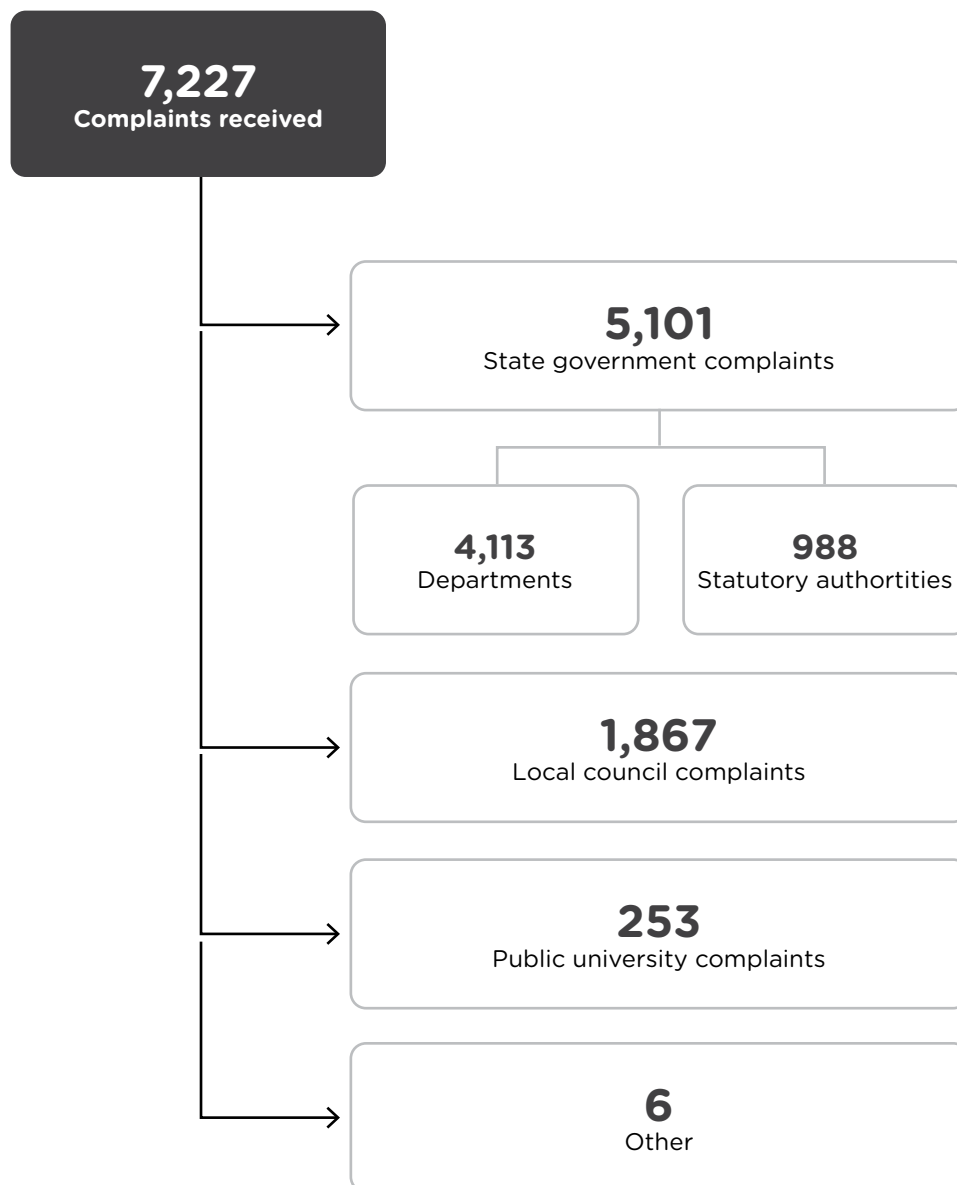 7,227
Complaints received
5,101
State government complaints
4,113
Departments
988
Statutory authortities
1,867
Local council complaints
253
Public university complaints
6
Other